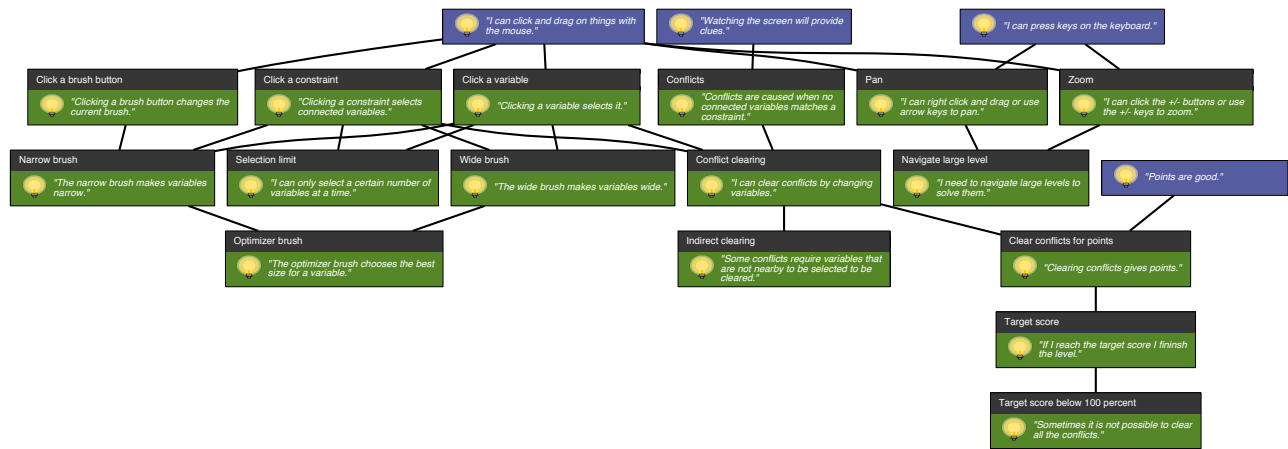 "I can click and drag on things with
the mouse."
"Watching the screen will provide
clues."
"I can press keys on the keyboard."
Click a brush button
"Clicking a brush button changes the
current brush."
Click a constraint
"Clicking a constraint selects
connected variables."
Click a variable
"Clicking a variable selects it."
Conflicts
"Conflicts are caused when no
connected variables matches a
constraint."
Pan
"I can right click and drag or use
arrow keys to pan."
Zoom
"I can click the +/- buttons or use
the +/- keys to zoom."
Narrow brush
"The narrow brush makes variables
narrow."
Selection limit
"I can only select a certain number of
variables at a time."
Wide brush
"The wide brush makes variables wide."
Conflict clearing
"I can clear conflicts by changing
variables."
Navigate large level
"I need to navigate large levels to
solve them."
"Points are good."
Optimizer brush
"The optimizer brush chooses the best
size for a variable."
Indirect clearing
"Some conflicts require variables that
are not nearby to be selected to be
cleared."
Clear conflicts for points
"Clearing conflicts gives points."
Target score
"If I reach the target score I fininsh
the level."
Target score below 100 percent
"Sometimes it is not possible to clear
all the conflicts."